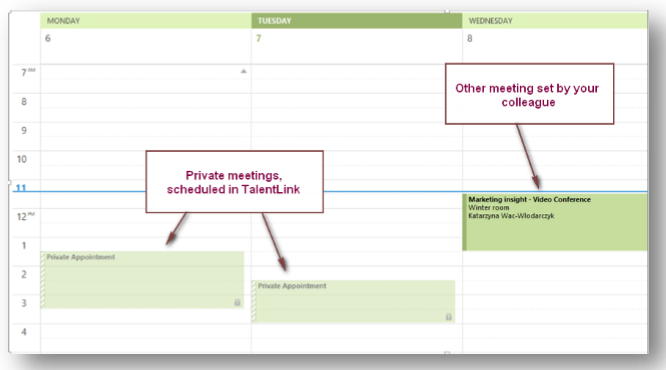 MONDAY
TUESDAY
WEDNESDAY
6
7
8
7 AM
8
9
10
11
12 PM
1
2
3
4
Other meeting set by your
colleague
Private meetings,
scheduled in TalentLink
Marketing insight - Video Conference
Winter room
Katarzyna Wac-Włodarczyk
Private Appointment
Private Appointment